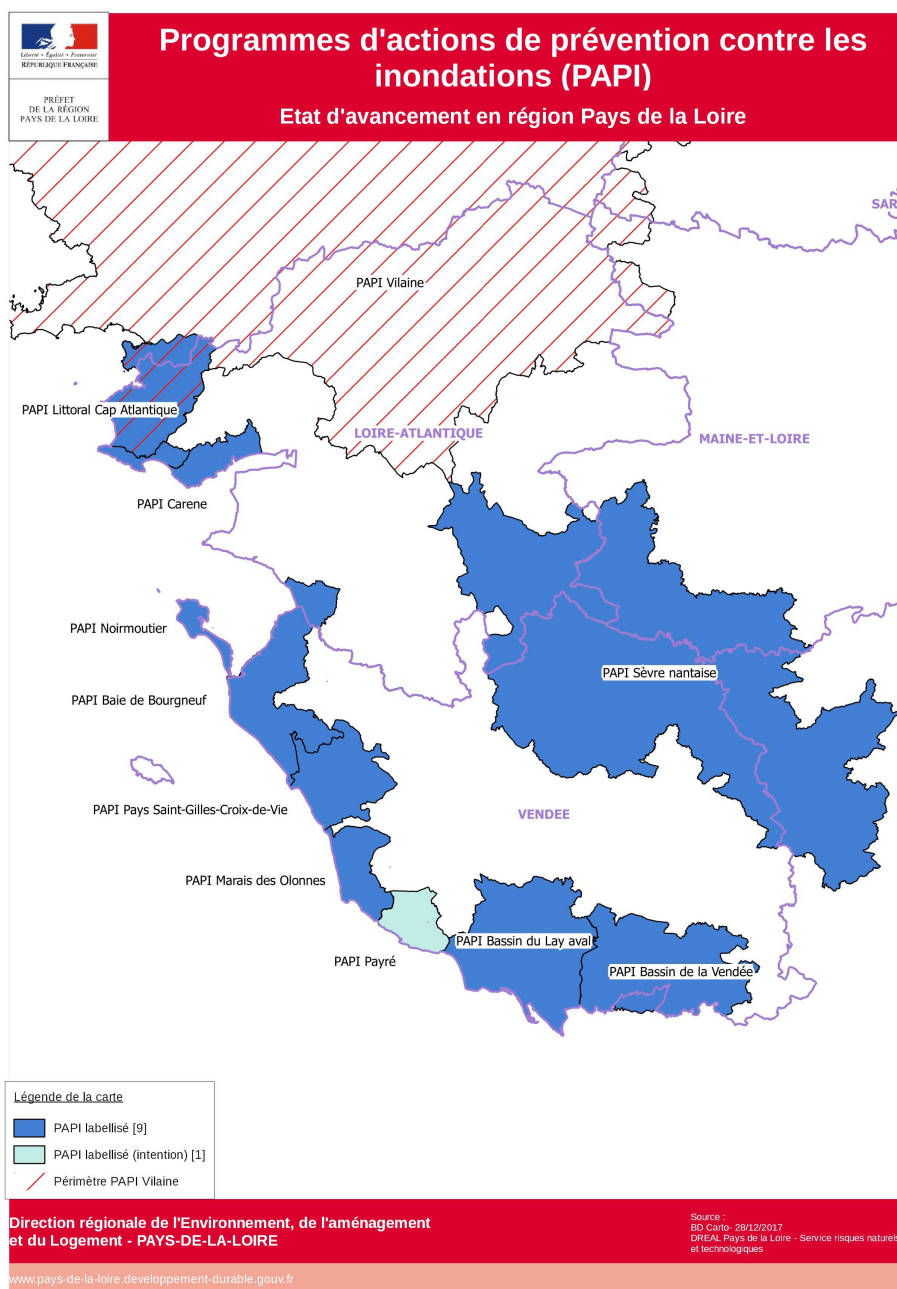 Liberté • Égalité • Fraternité
RÉPUBLIQUE FRANÇAISE
PRÉFET
DE LA RÉGION
PAYS DE LA LOIRE
Programmes d'actions de prévention contre les
inondations (PAPI)
Etat d'avancement en région Pays de la Loire
SAR
PAPI Vilaine
PAPI Littoral Cap Atlantique
LOIRE-ATLANTIQUE
MAINE-ET-LOIRE
PAPI Carene
PAPI Noirmoutier
PAPI Sèvre nantaise
PAPI Baie de Bourgneuf
PAPI Pays Saint-Gilles-Croix-de-Vie
VENDEE
PAPI Marais des Olonnes
PAPI Bassin du Lay aval
PAPI Payré
PAPI Bassin de la Vendée
Légende de la carte
PAPI labellisé [9]
PAPI labellisé (intention) [1]
Périmètre PAPI Vilaine
Direction régionale de l'Environnement, de l'aménagement
et du Logement - PAYS-DE-LA-LOIRE
Source :
BD Carto- 28/12/2017
DREAL Pays de la Loire - Service risques naturels
et technologiques
www.pays-de-la-loire.developpement-durable.gouv.fr